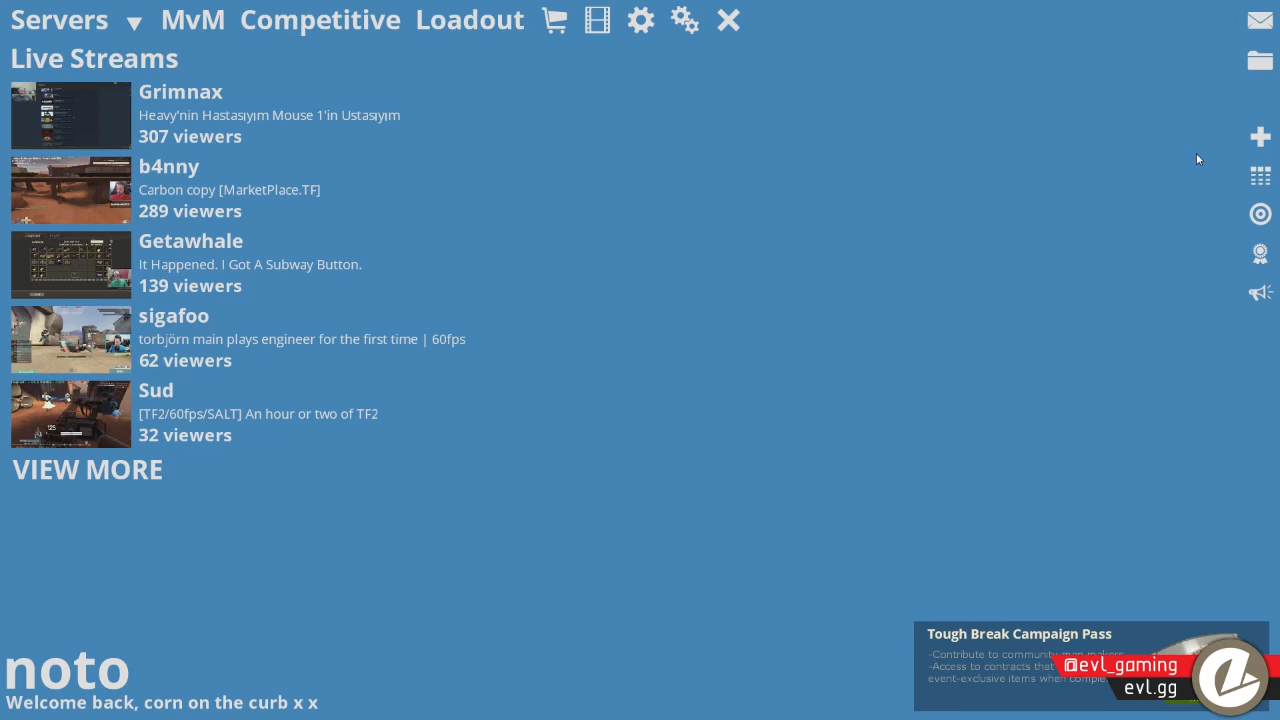 Servers ▼ MvM Competitive Loadout
Live Streams
Grimnax
Heavy'nin Hastasıyım Mouse 1'in Ustasıyım
307 viewers
b4nny
Carbon copy [MarketPlace.TF]
289 viewers
Getawhale
It Happened. I Got A Subway Button.
139 viewers
sigafoo
torbjörn main plays engineer for the first time | 60fps
62 viewers
Sud
[TF2/60fps/SALT] An hour or two of TF2
32 viewers
VIEW MORE
noto
Welcome back, corn on the curb x x
Tough Break Campaign Pass
-Contribute to community map makers
-Access to contracts that
event-exclusive items when comple
@evl_gaming
evl.gg